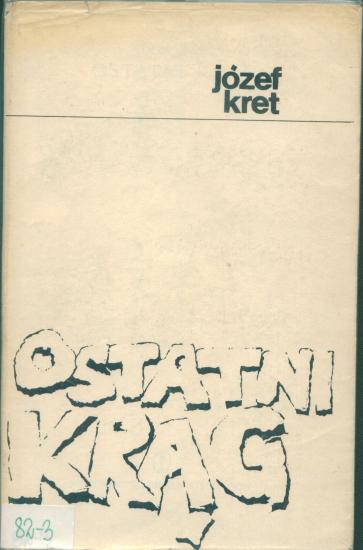 józef
kret
OSTATNI
KRĄG
82-3